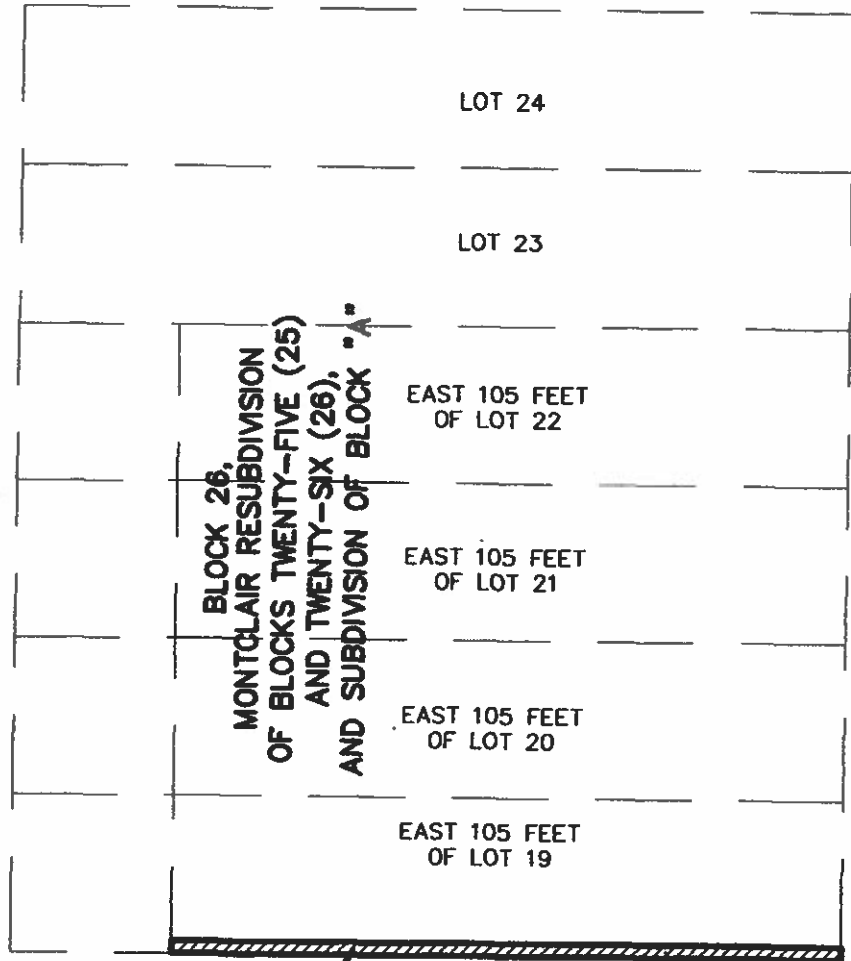 LOT 24
LOT 23
BLOCK 26,
MONTCLAIR RESUBDIVISION
OF BLOCKS TWENTY-FIVE (25)
AND TWENTY-SIX (26),
AND SUBDIVISION OF BLOCK "A"
EAST 105 FEET
OF LOT 22
EAST 105 FEET
OF LOT 21
EAST 105 FEET
OF LOT 20
EAST 105 FEET
OF LOT 19